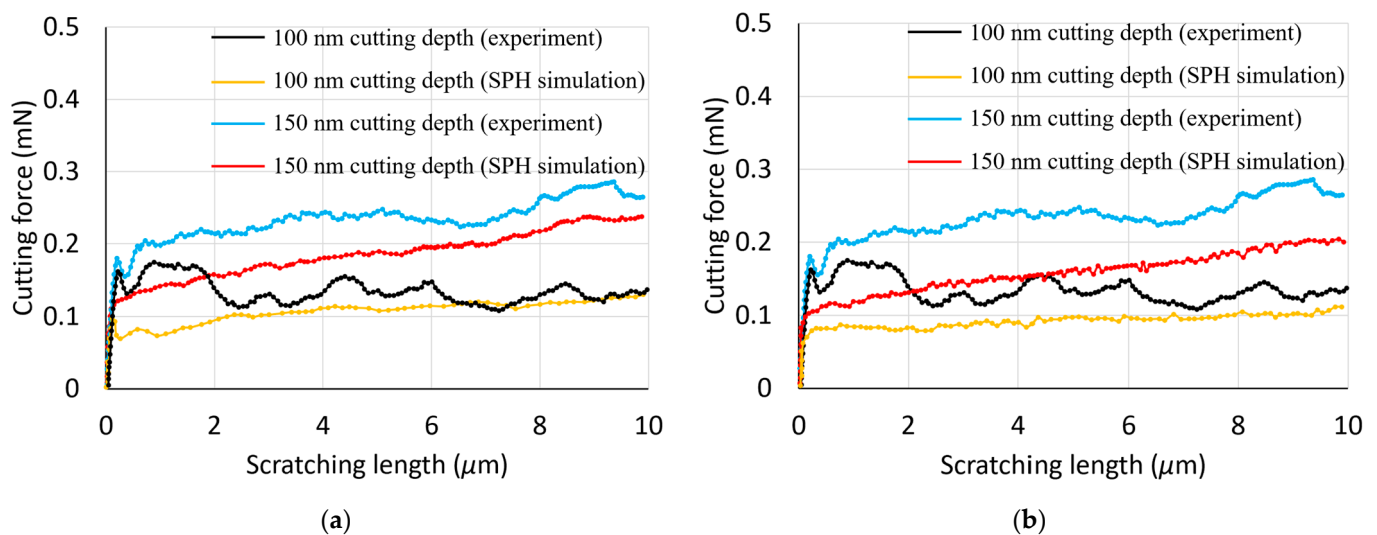 0.5
0.4
0.3
0.2
0.1
0
Cutting force (mN)
100 nm cutting depth (experiment)
100 nm cutting depth (SPH simulation)
150 nm cutting depth (experiment)
150 nm cutting depth (SPH simulation)
0 2 4 6 8 10
Scratching length (μm)
(a)
0.5
0.4
0.3
0.2
0.1
0
Cutting force (mN)
100 nm cutting depth (experiment)
100 nm cutting depth (SPH simulation)
150 nm cutting depth (experiment)
150 nm cutting depth (SPH simulation)
0 2 4 6 8 10
Scratching length (μm)
(b)